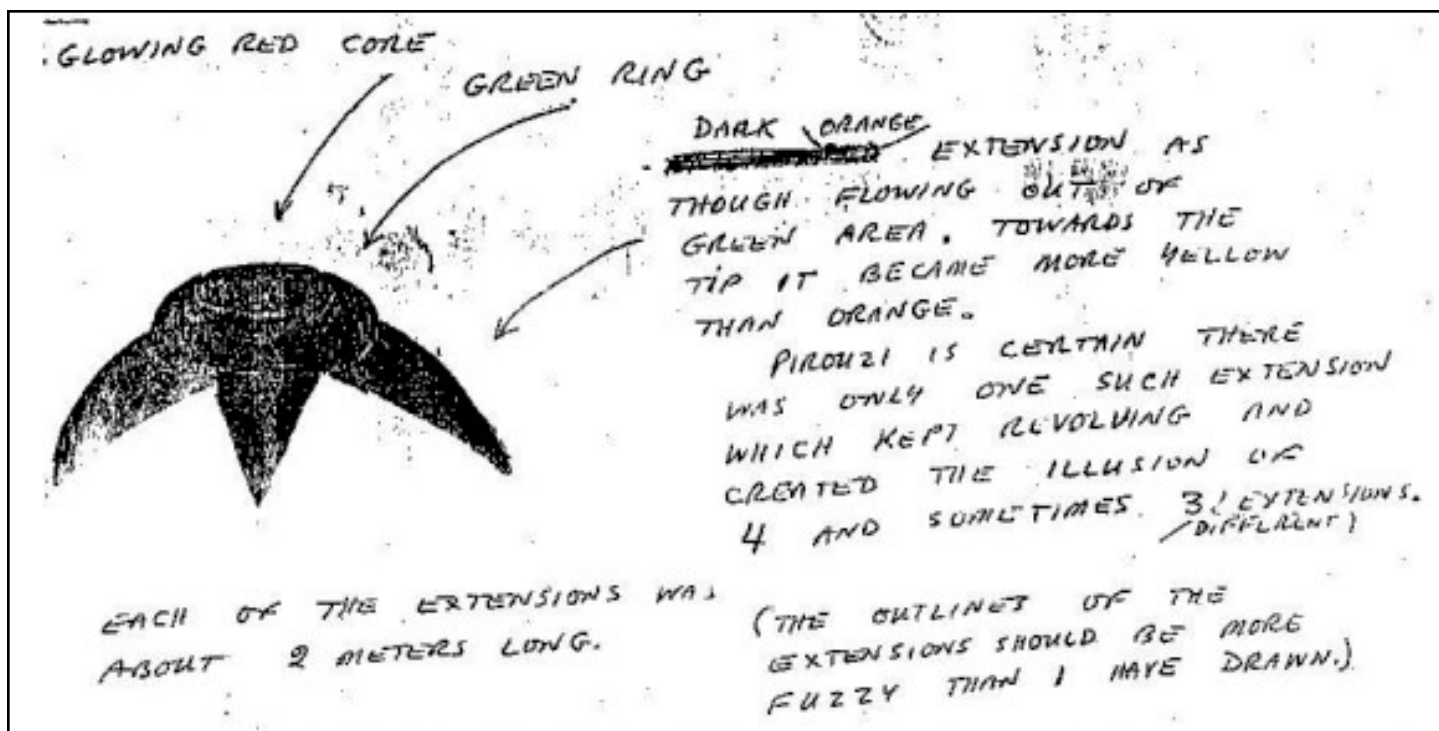 GLOWING RED CORE
GREEN RING
DARK ORANGE
EXTENSION AS
THOUGH FLOWING OUT OF
GREEN AREA. TOWARDS THE
TIP IT BECAME MORE YELLOW
THAN ORANGE.
PIROUZI IS CERTAIN THERE
WAS ONLY ONE SUCH EXTENSION
WHICH KEPT REVOLVING AND
CREATED THE ILLUSION OF
4 AND SOMETIMES 3 EXTENSIONS.
DIFFERENT)
EACH OF THE EXTENSIONS WAS
ABOUT 2 METERS LONG.
(THE OUTLINES OF THE
EXTENSIONS SHOULD BE MORE
FUZZY THAN I HAVE DRAWN.)